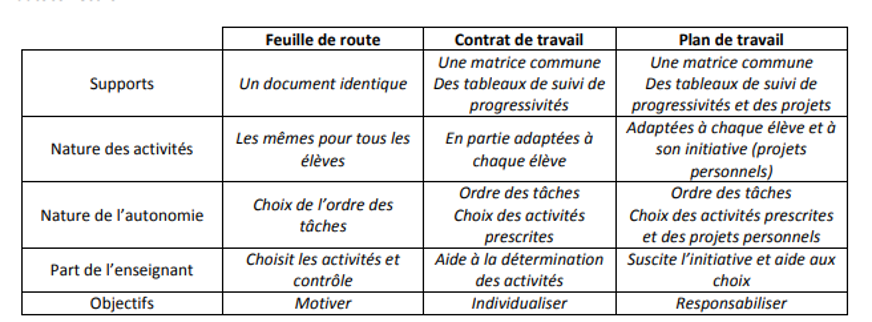 Feuille de route Contrat de travail Plan de travail
Supports
Un document identique
Une matrice commune
Des tableaux de suivi de
progressivités
Une matrice commune
Des tableaux de suivi de
progressivités et des projets
Nature des activités
Les mêmes pour tous les
élèves
En partie adaptées à
chaque élève
Adaptées à chaque élève et à
son initiative (projets
personnels)
Nature de l’autonomie
Choix de l’ordre des
tâches
Ordre des tâches
Choix des activités
prescrites
Ordre des tâches
Choix des activités prescrites
et des projets personnels
Part de l’enseignant
Choisit les activités et
contrôle
Aide à la détermination
des activités
Suscite l’initiative et aide aux
choix
Objectifs Motiver Individualiser Responsabiliser